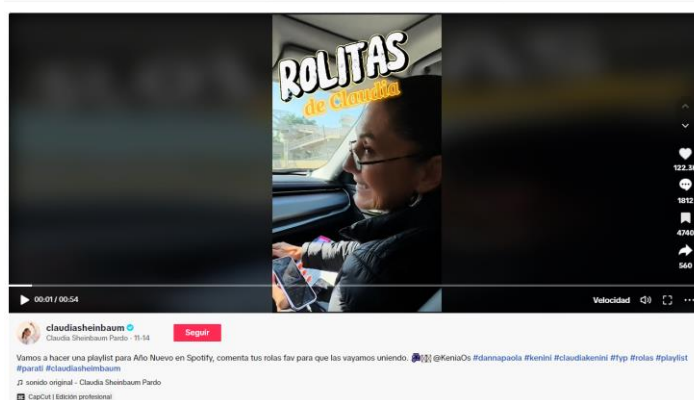 ROLITAS
de Claudia
122.3K
1812
4740
560
00:01 / 00:54
Velocidad
claudiasheinbaum
Claudia Sheinbaum Pardo · 11-14
Seguir
Vamos a hacer una playlist para Año Nuevo en Spotify, comenta tus rolas fav para que las vayamos uniendo. @KeniaOs #dannapaola #kenini #claudiakenini #fyp #rolas #playlist
#parati #claudiasheimbaum
sonido original - Claudia Sheinbaum Pardo
CapCut | Edición profesional